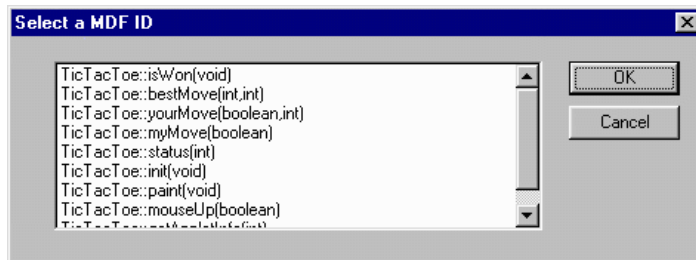 Select a MDF ID
TicTacToe::isWon(void)
TicTacToe::bestMove(int,int)
TicTacToe::yourMove(boolean,int)
TicTacToe::myMove(boolean)
TicTacToe::status(int)
TicTacToe::init(void)
TicTacToe::paint(void)
TicTacToe::mouseUp(boolean)
OK
Cancel